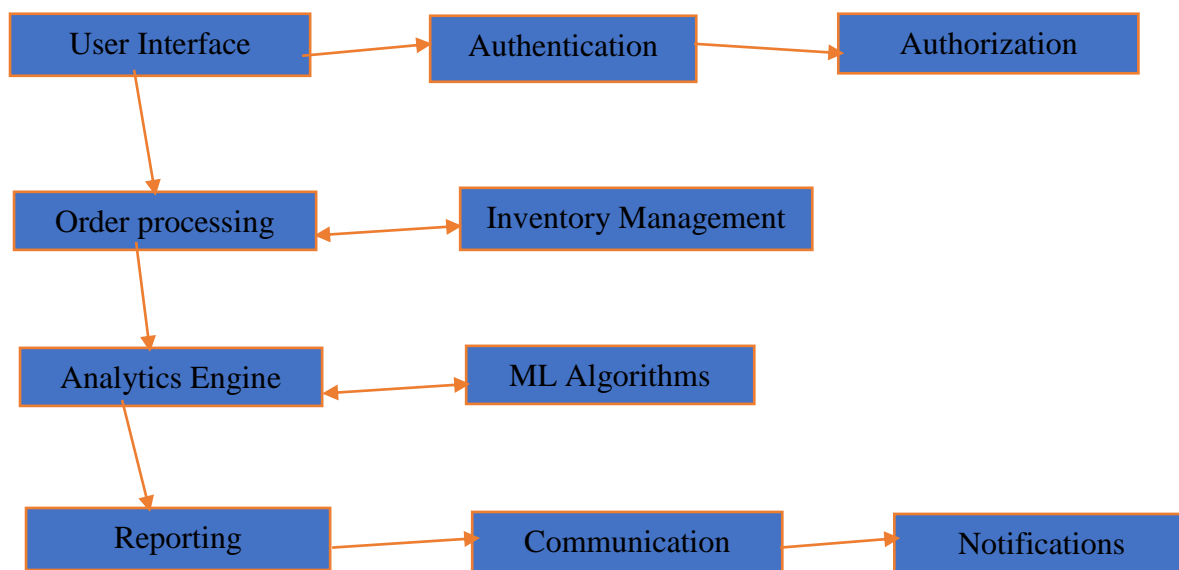 User Interface
Authentication
Authorization
Order processing
Inventory Management
Analytics Engine
ML Algorithms
Reporting
Communication
Notifications